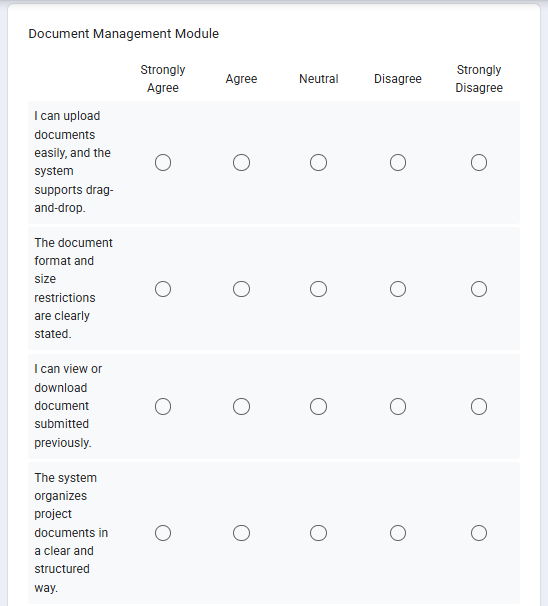 Document Management Module
Strongly
Agree
Agree
Neutral
Disagree
Strongly
Disagree
I can upload
documents
easily, and the
system
supports drag-
and-drop.
The document
format and
size
restrictions
are clearly
stated.
I can view or
download
document
submitted
previously.
The system
organizes
project
documents in
a clear and
structured
way.